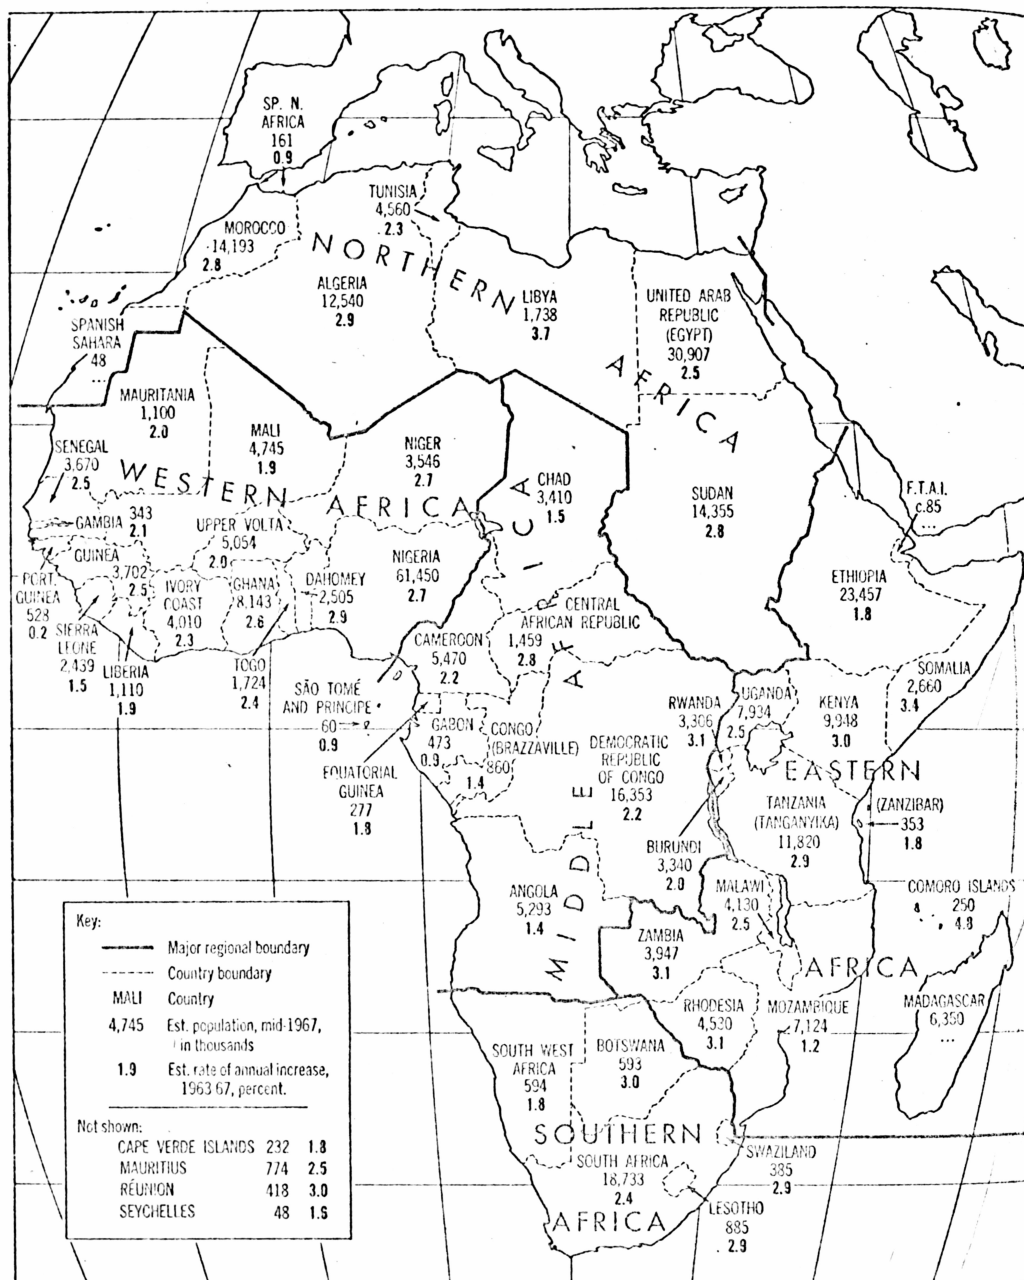 SP. N.
AFRICA
161
0.9
TUNISIA
4,560
2.3
MOROCCO
14,193
2.8
NORTHERN
AFRICA
ALGERIA
12,540
2.9
LIBYA
1,738
3.7
UNITED ARAB
REPUBLIC
(EGYPT)
30,907
2.5
SPANISH
SAHARA
48
...
MAURITANIA
1,100
2.0
MALI
4,745
1.9
NIGER
3,546
2.7
CHAD
3,410
1.5
SUDAN
14,355
2.8
F.T.A.I.
c.85
...
SENEGAL
3,670
2.5
WESTERN AFRICA
GAMBIA 343
2.1
UPPER VOLTA
5,054
2.0
NIGERIA
61,450
2.7
ETHIOPIA
23,457
1.8
GUINEA
3,702
2.5
PORT.
GUINEA
528
0.2
IVORY
COAST
4,010
2.3
GHANA
8,143
2.6
DAHOMEY
2,505
2.9
SIERRA
LEONE
2,439
1.5
LIBERIA
1,110
1.9
TOGO
1,724
2.4
CENTRAL
AFRICAN REPUBLIC
1,459
2.8
CAMEROON
5,470
2.2
SOMALIA
2,660
3.4
SÃO TOMÉ
AND PRINCIPE
60
0.9
GABON
473
0.9
CONGO
(BRAZZAVILLE)
860
1.4
RWANDA
3,306
3.1
UGANDA
7,934
2.5
KENYA
9,948
3.0
EQUATORIAL
GUINEA
277
1.8
DEMOCRATIC
REPUBLIC
OF CONGO
16,353
2.2
MIDDLE AFRICA
EASTERN
AFRICA
TANZANIA
(TANGANYIKA)
11,820
2.9
(ZANZIBAR)
353
1.8
BURUNDI
3,340
2.0
MALAWI
4,130
2.5
COMORO ISLANDS
250
4.8
ANGOLA
5,293
1.4
ZAMBIA
3,947
3.1
RHODESIA
4,530
3.1
MOZAMBIQUE
7,124
1.2
MADAGASCAR
6,350
...
SOUTH WEST
AFRICA
594
1.8
BOTSWANA
593
3.0
SOUTHERN
AFRICA
SOUTH AFRICA
18,733
2.4
SWAZILAND
385
2.9
LESOTHO
885
2.9
Key:
Major regional boundary
Country boundary
MALI Country
4,745 Est. population, mid-1967,
in thousands
1.9 Est. rate of annual increase,
1963 67, percent.
Not shown:
CAPE VERDE ISLANDS 232 1.8
MAURITIUS 774 2.5
RÉUNION 418 3.0
SEYCHELLES 48 1.6